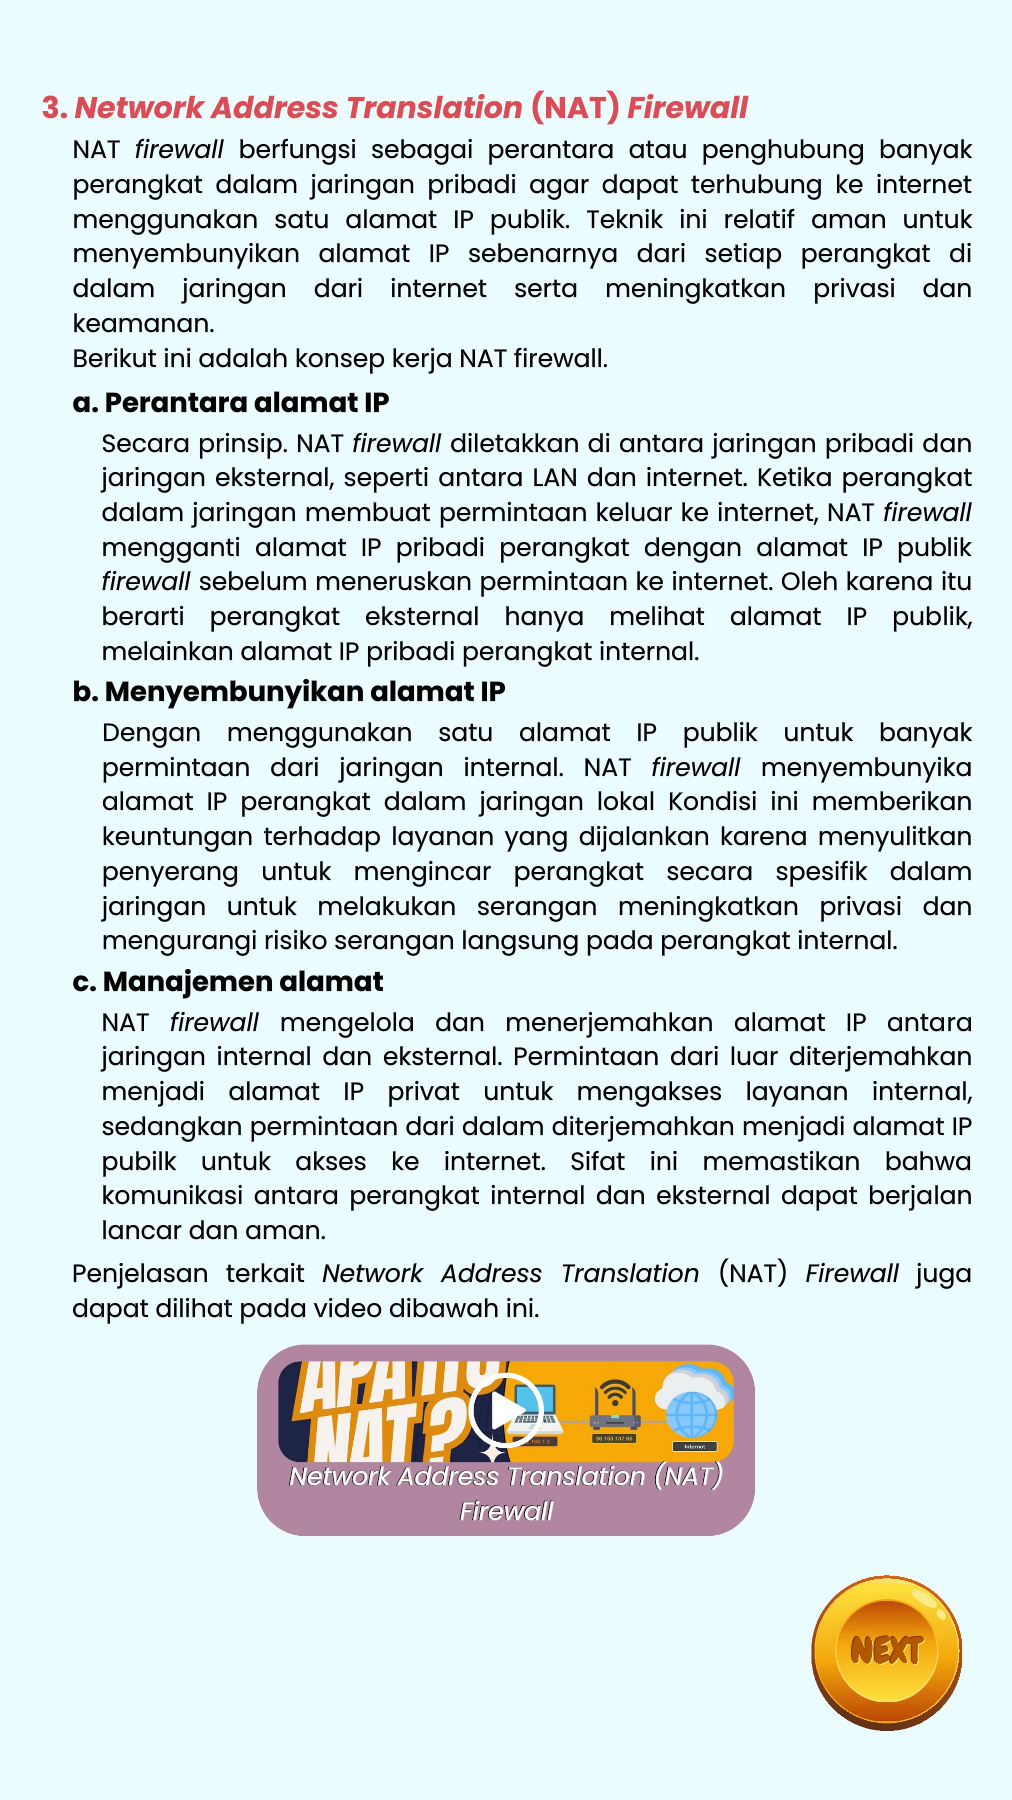 3. Network Address Translation (NAT) Firewall
NAT firewall berfungsi sebagai perantara atau penghubung banyak
perangkat dalam jaringan pribadi agar dapat terhubung ke internet
menggunakan satu alamat IP publik. Teknik ini relatif aman untuk
menyembunyikan alamat IP sebenarnya dari setiap perangkat di
dalam jaringan dari internet serta meningkatkan privasi dan
keamanan.
Berikut ini adalah konsep kerja NAT firewall.
a. Perantara alamat IP
Secara prinsip. NAT firewall diletakkan di antara jaringan pribadi dan
jaringan eksternal, seperti antara LAN dan internet. Ketika perangkat
dalam jaringan membuat permintaan keluar ke internet, NAT firewall
mengganti alamat IP pribadi perangkat dengan alamat IP publik
firewall sebelum meneruskan permintaan ke internet. Oleh karena itu
berarti perangkat eksternal hanya melihat alamat IP publik,
melainkan alamat IP pribadi perangkat internal.
b. Menyembunyikan alamat IP
Dengan menggunakan satu alamat IP publik untuk banyak
permintaan dari jaringan internal. NAT firewall menyembunyika
alamat IP perangkat dalam jaringan lokal Kondisi ini memberikan
keuntungan terhadap layanan yang dijalankan karena menyulitkan
penyerang untuk mengincar perangkat secara spesifik dalam
jaringan untuk melakukan serangan meningkatkan privasi dan
mengurangi risiko serangan langsung pada perangkat internal.
c. Manajemen alamat
NAT firewall mengelola dan menerjemahkan alamat IP antara
jaringan internal dan eksternal. Permintaan dari luar diterjemahkan
menjadi alamat IP privat untuk mengakses layanan internal,
sedangkan permintaan dari dalam diterjemahkan menjadi alamat IP
pubilk untuk akses ke internet. Sifat ini memastikan bahwa
komunikasi antara perangkat internal dan eksternal dapat berjalan
lancar dan aman.
Penjelasan terkait Network Address Translation (NAT) Firewall juga
dapat dilihat pada video dibawah ini.
APA ITU
NAT?
36.153.137.65
Internet
Network Address Translation (NAT)
Firewall
NEXT